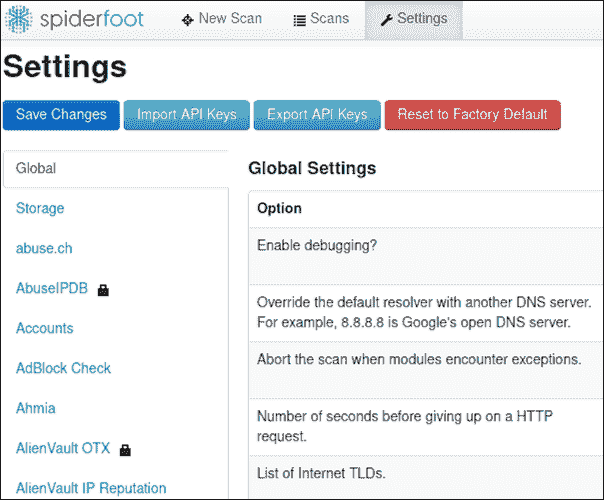 spiderfoot New Scan Scans Settings
Settings
Save Changes Import API Keys Export API Keys Reset to Factory Default
Global
Storage
abuse.ch
AbuseIPDB
Accounts
AdBlock Check
Ahmia
AlienVault OTX
AlienVault IP Reputation
Global Settings
Option
Enable debugging?
Override the default resolver with another DNS server.
For example, 8.8.8.8 is Google's open DNS server.
Abort the scan when modules encounter exceptions.
Number of seconds before giving up on a HTTP
request.
List of Internet TLDs.